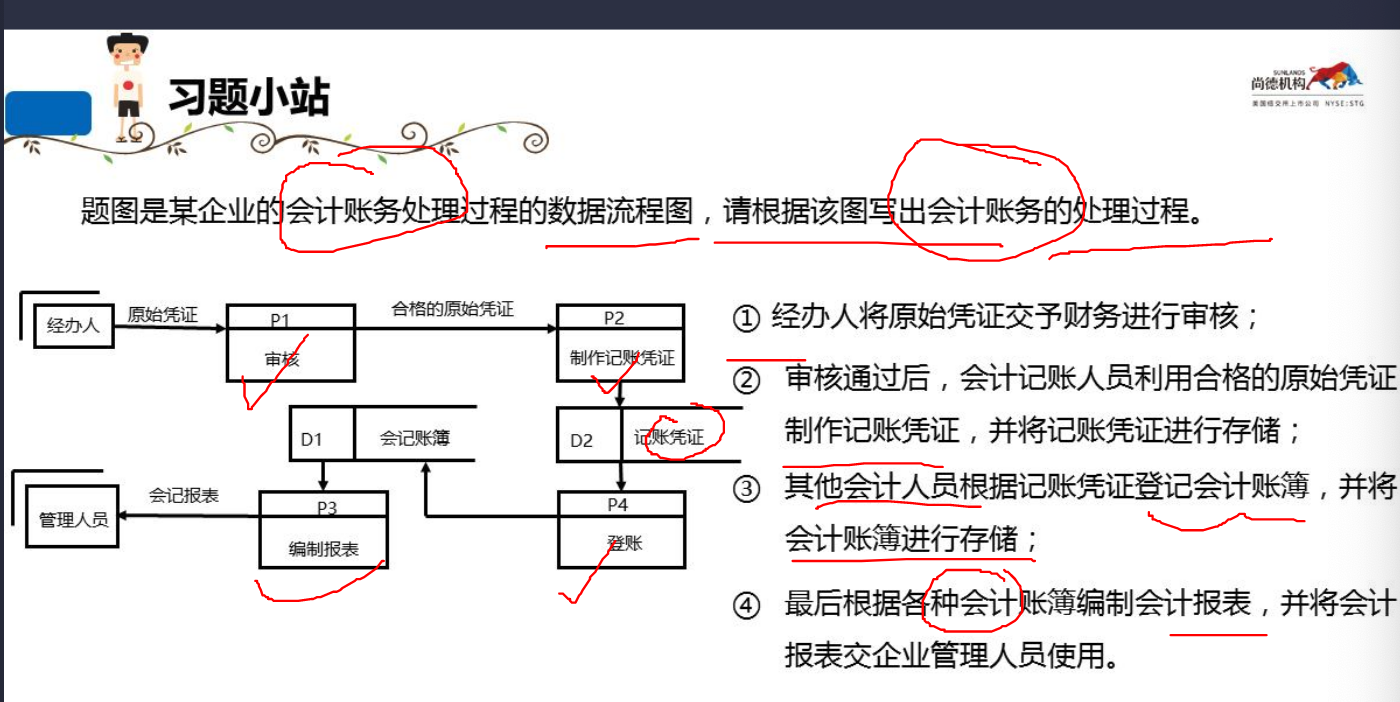 习题小站
SUNLANDS
尚德机构
美国纽交所上市公司 NYSE:STG
题图是某企业的会计账务处理过程的数据流程图，请根据该图写出会计账务的处理过程。
经办人
原始凭证
P1
审核
合格的原始凭证
P2
制作记账凭证
D1
会记账簿
D2
记账凭证
管理人员
会记报表
P3
编制报表
P4
登账
① 经办人将原始凭证交予财务进行审核；
② 审核通过后，会计记账人员利用合格的原始凭证
制作记账凭证，并将记账凭证进行存储；
③ 其他会计人员根据记账凭证登记会计账簿，并将
会计账簿进行存储；
④ 最后根据各种会计账簿编制会计报表，并将会计
报表交企业管理人员使用。